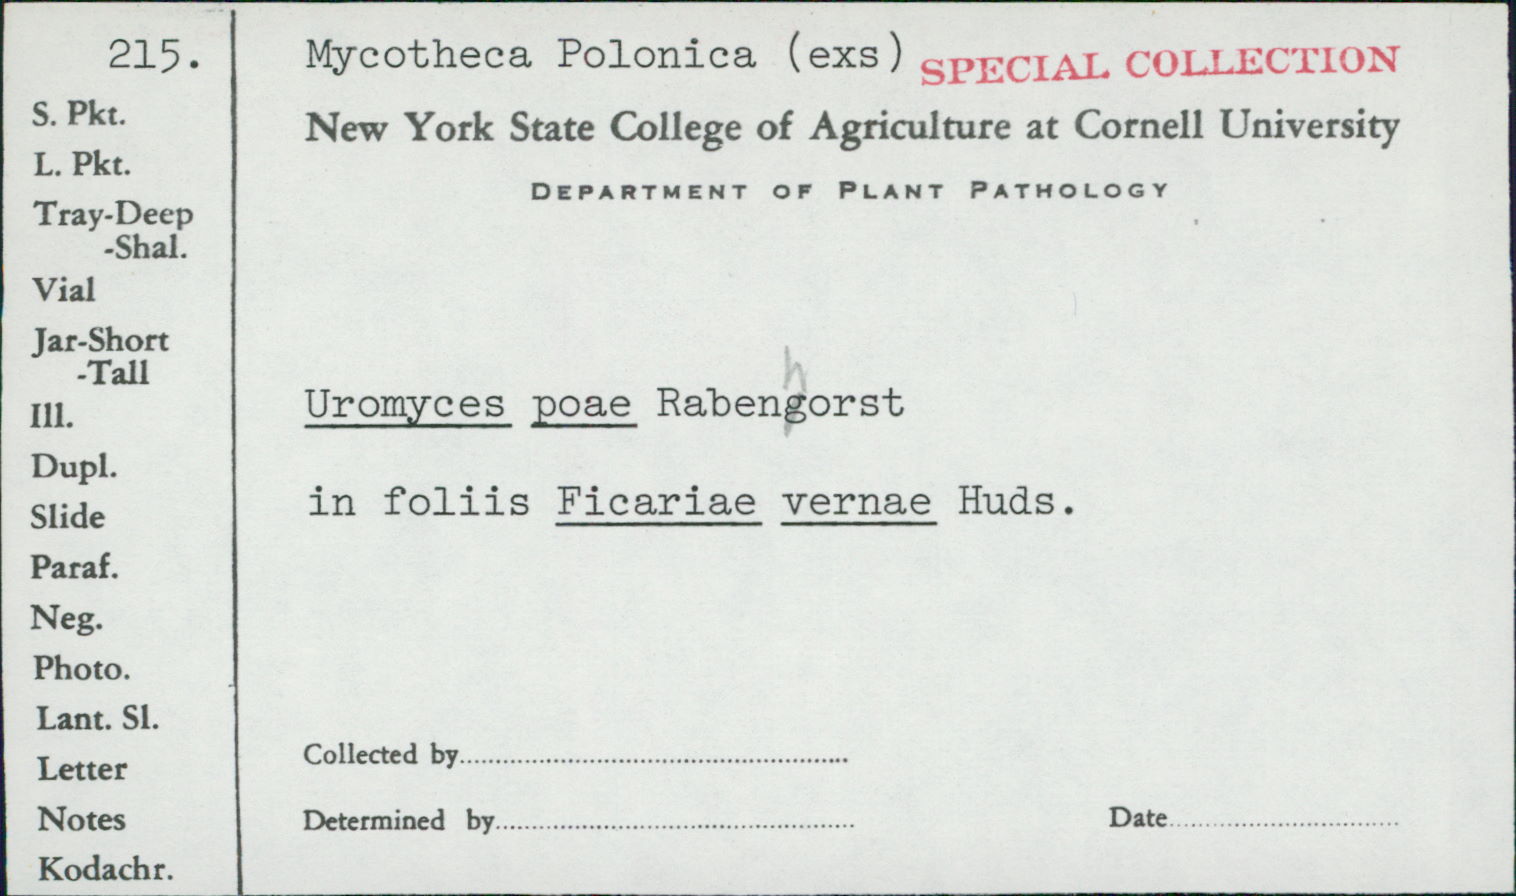 215.
S. Pkt.
L. Pkt.
Tray-Deep
-Shal.
Vial
Jar-Short
-Tall
Ill.
Dupl.
Slide
Paraf.
Neg.
Photo.
Lant. Sl.
Letter
Notes
Kodachr.
Mycotheca Polonica (exs) SPECIAL COLLECTION
New York State College of Agriculture at Cornell University
DEPARTMENT OF PLANT PATHOLOGY
h
Uromyces poae Rabengorst
in foliis Ficariae vernae Huds.
Collected by
Determined by Date